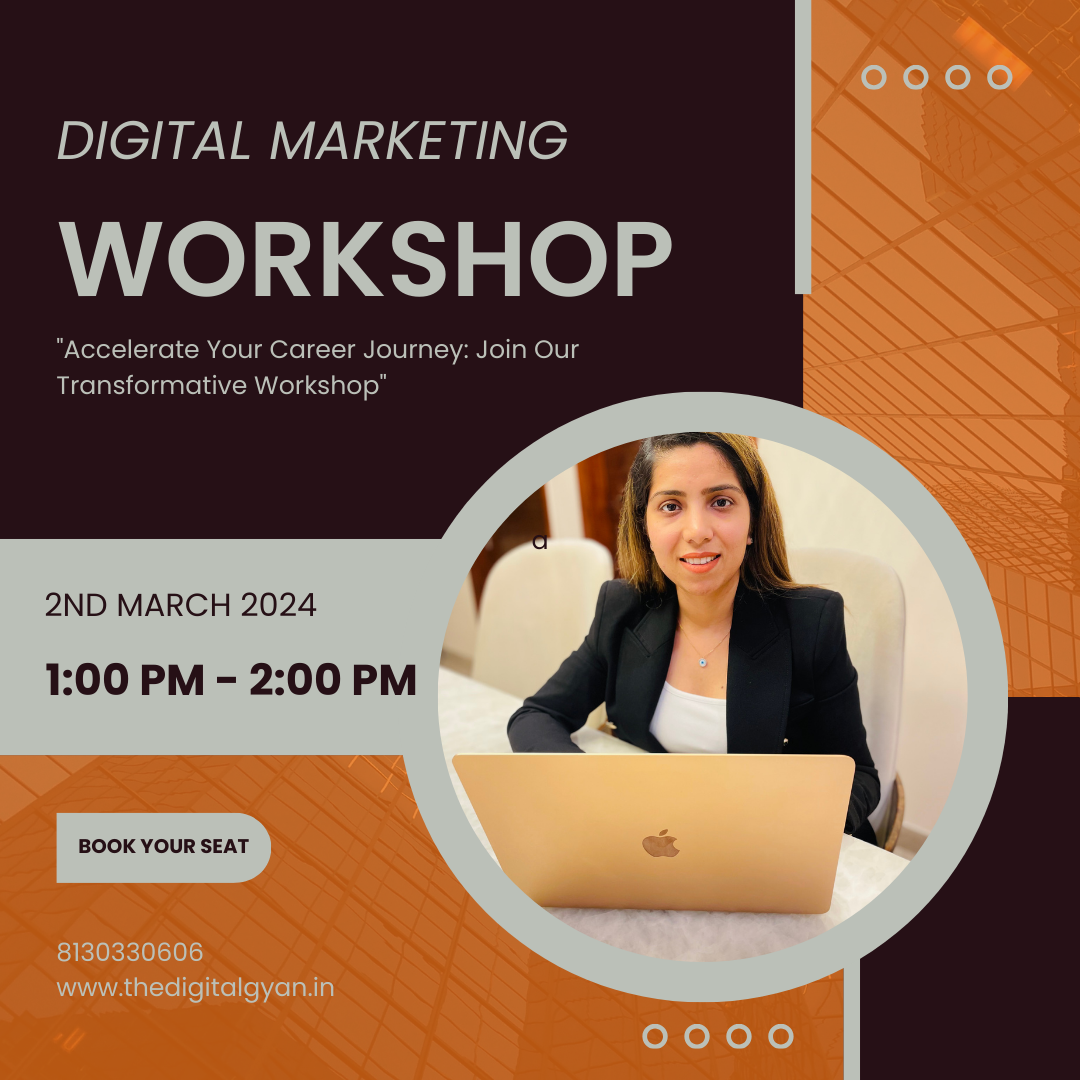 DIGITAL MARKETING
WORKSHOP
"Accelerate Your Career Journey: Join Our
Transformative Workshop"
a
2ND MARCH 2024
1:00 PM - 2:00 PM
BOOK YOUR SEAT
8130330606
www.thedigitalgyan.in